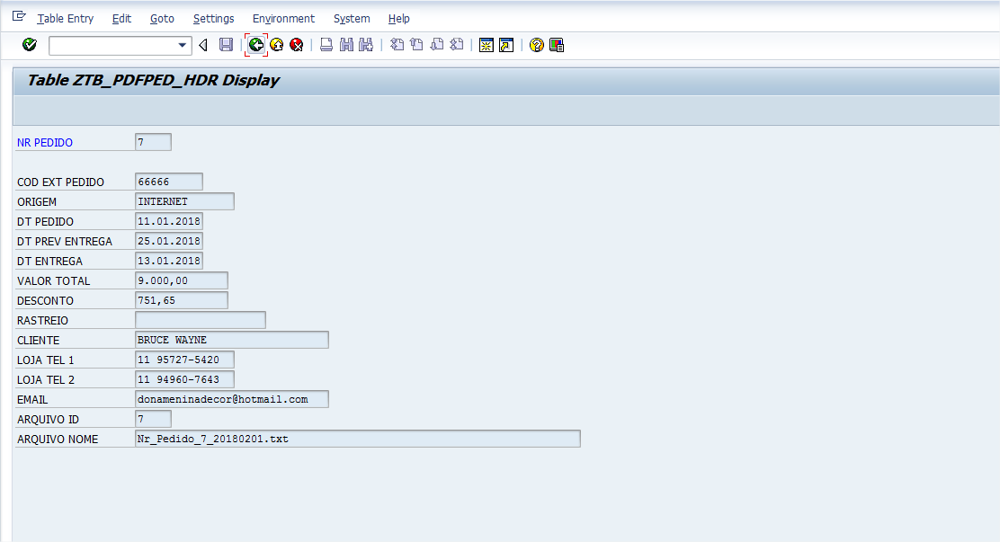 Table Entry Edit Goto Settings Environment System Help
Table ZTB_PDFPED_HDR Display
NR PEDIDO 7
COD EXT PEDIDO 66666
ORIGEM INTERNET
DT PEDIDO 11.01.2018
DT PREV ENTREGA 25.01.2018
DT ENTREGA 13.01.2018
VALOR TOTAL 9.000,00
DESCONTO 751,65
RASTREIO
CLIENTE BRUCE WAYNE
LOJA TEL 1 11 95727-5420
LOJA TEL 2 11 94960-7643
EMAIL donameninadecor@hotmail.com
ARQUIVO ID 7
ARQUIVO NOME Nr_Pedido_7_20180201.txt